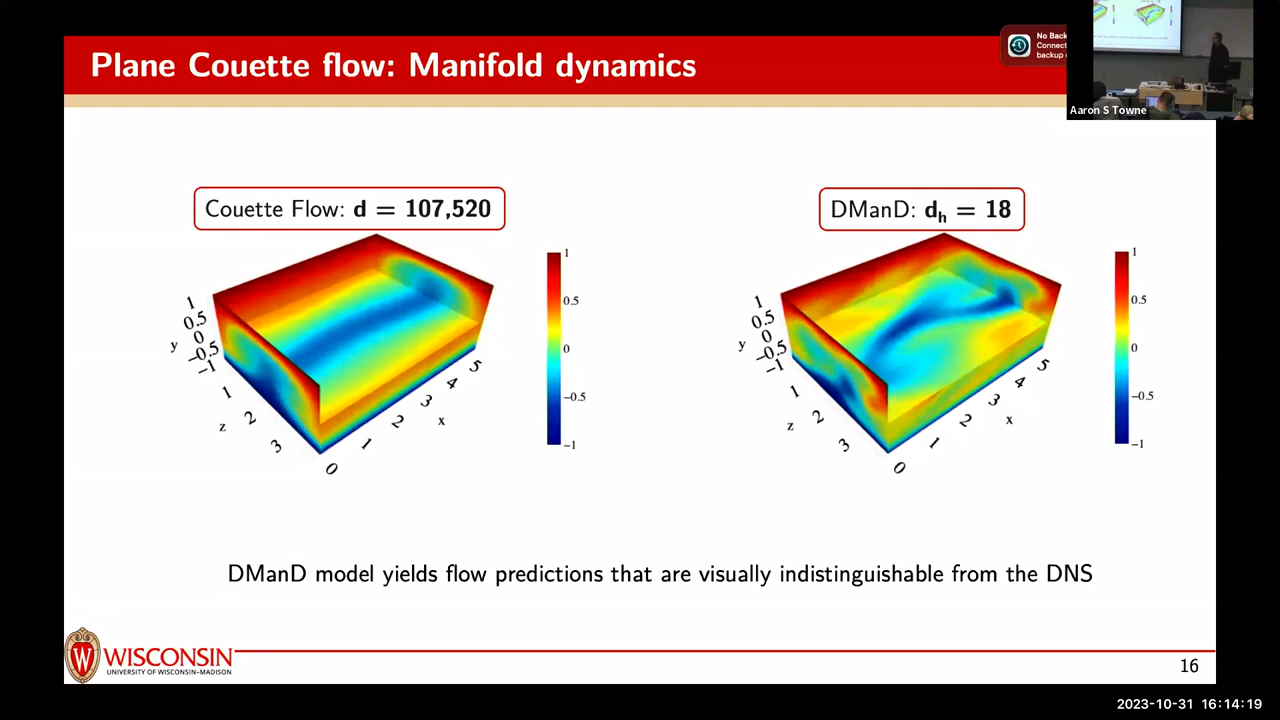 Plane Couette flow: Manifold dynamics
No Back
Connect
backup
Aaron S Towne
Couette Flow: d = 107,520
DManD: dₕ = 18
1
0.5
0
−0.5
−1
y
1
2
3
z
0
1
2
3
4
5
x
1
0.5
0
−0.5
−1
1
0.5
0
−0.5
−1
y
1
2
3
z
0
1
2
3
4
5
x
1
0.5
0
−0.5
−1
DManD model yields flow predictions that are visually indistinguishable from the DNS
W
WISCONSIN
UNIVERSITY OF WISCONSIN–MADISON
16
2023-10-31 16:14:19